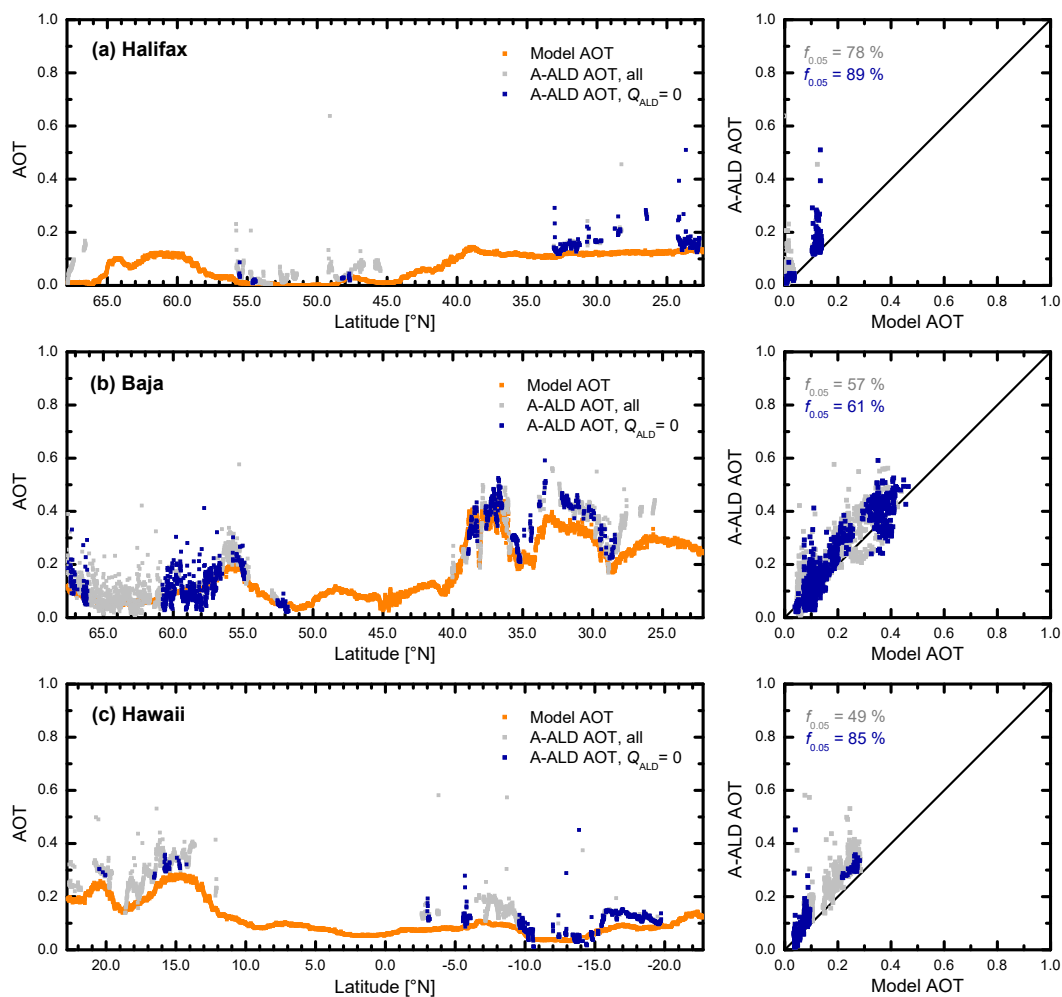 (a) Halifax
Model AOT
A-ALD AOT, all
A-ALD AOT, Q_ALD = 0
AOT
1.0
0.8
0.6
0.4
0.2
0.0
65.0 60.0 55.0 50.0 45.0 40.0 35.0 30.0 25.0
Latitude [°N]
f_0.05 = 78 %
f_0.05 = 89 %
A-ALD AOT
1.0
0.8
0.6
0.4
0.2
0.0
0.0 0.2 0.4 0.6 0.8 1.0
Model AOT
(b) Baja
Model AOT
A-ALD AOT, all
A-ALD AOT, Q_ALD = 0
AOT
1.0
0.8
0.6
0.4
0.2
0.0
65.0 60.0 55.0 50.0 45.0 40.0 35.0 30.0 25.0
Latitude [°N]
f_0.05 = 57 %
f_0.05 = 61 %
A-ALD AOT
1.0
0.8
0.6
0.4
0.2
0.0
0.0 0.2 0.4 0.6 0.8 1.0
Model AOT
(c) Hawaii
Model AOT
A-ALD AOT, all
A-ALD AOT, Q_ALD = 0
AOT
1.0
0.8
0.6
0.4
0.2
0.0
20.0 15.0 10.0 5.0 0.0 -5.0 -10.0 -15.0 -20.0
Latitude [°N]
f_0.05 = 49 %
f_0.05 = 85 %
A-ALD AOT
1.0
0.8
0.6
0.4
0.2
0.0
0.0 0.2 0.4 0.6 0.8 1.0
Model AOT